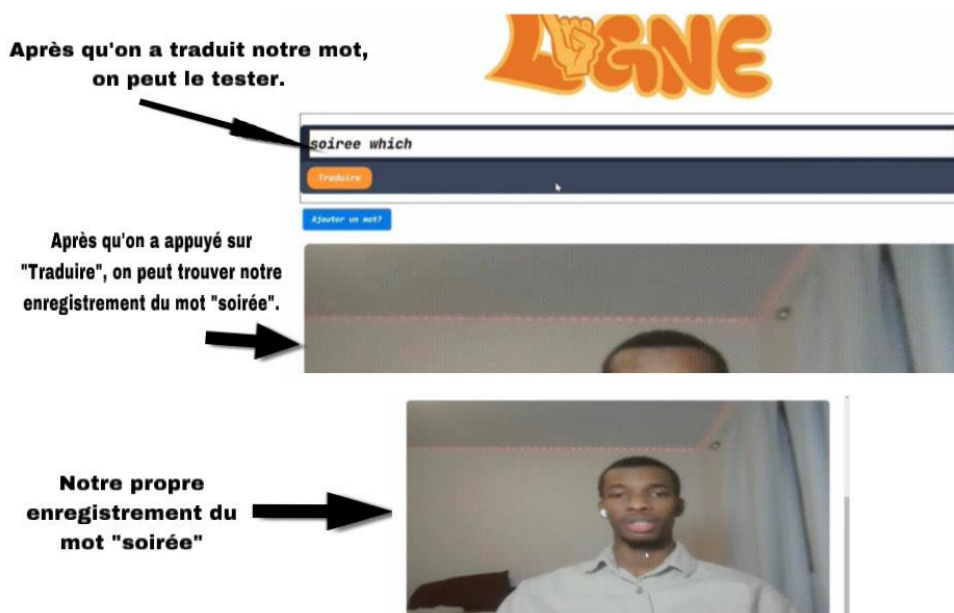 LIGNE
Après qu'on a traduit notre mot,
on peut le tester.
soiree which
Traduire
Ajouter un mot?
Après qu'on a appuyé sur
"Traduire", on peut trouver notre
enregistrement du mot "soirée".
Notre propre
enregistrement du
mot "soirée"